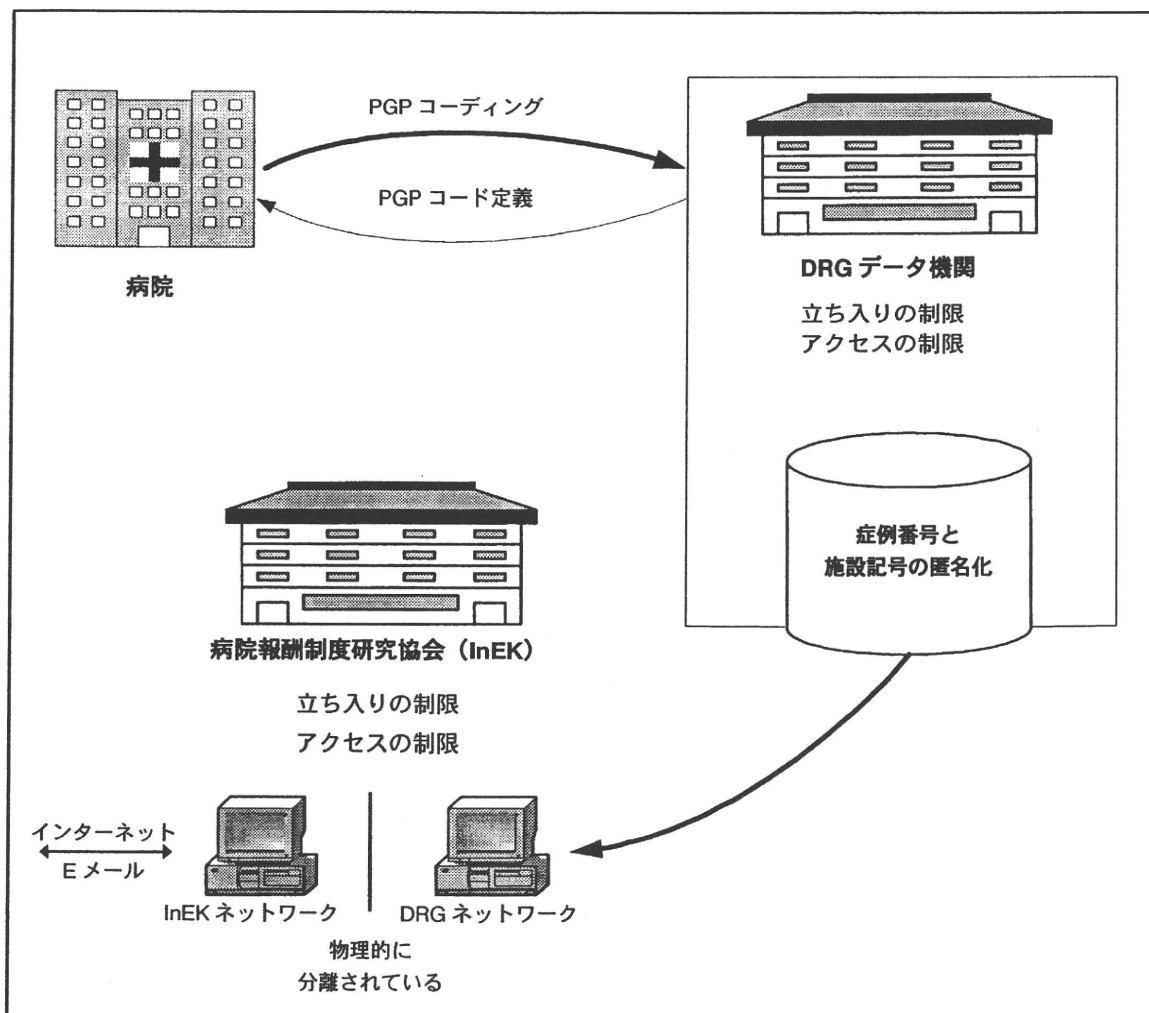 PGP コーディング
PGP コード定義
病院
DRG データ機関
立ち入りの制限
アクセスの制限
症例番号と
施設記号の匿名化
病院報酬制度研究協会（InEK）
立ち入りの制限
アクセスの制限
インターネット
E メール
InEK ネットワーク
DRG ネットワーク
物理的に
分離されている